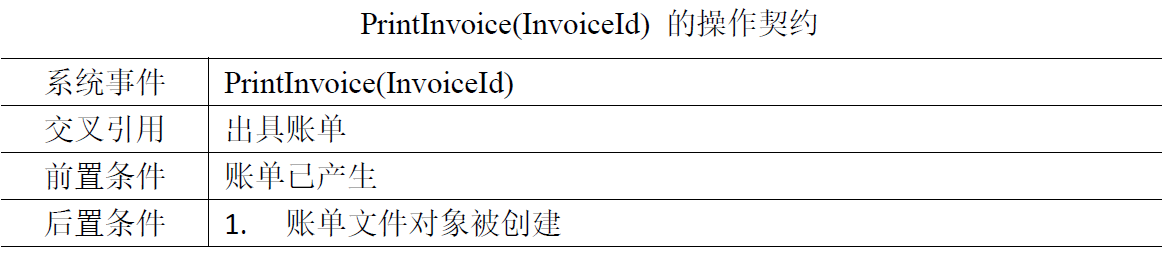 PrintInvoice(InvoiceId) 的操作契约
系统事件 PrintInvoice(InvoiceId)
交叉引用 出具账单
前置条件 账单已产生
后置条件 1. 账单文件对象被创建